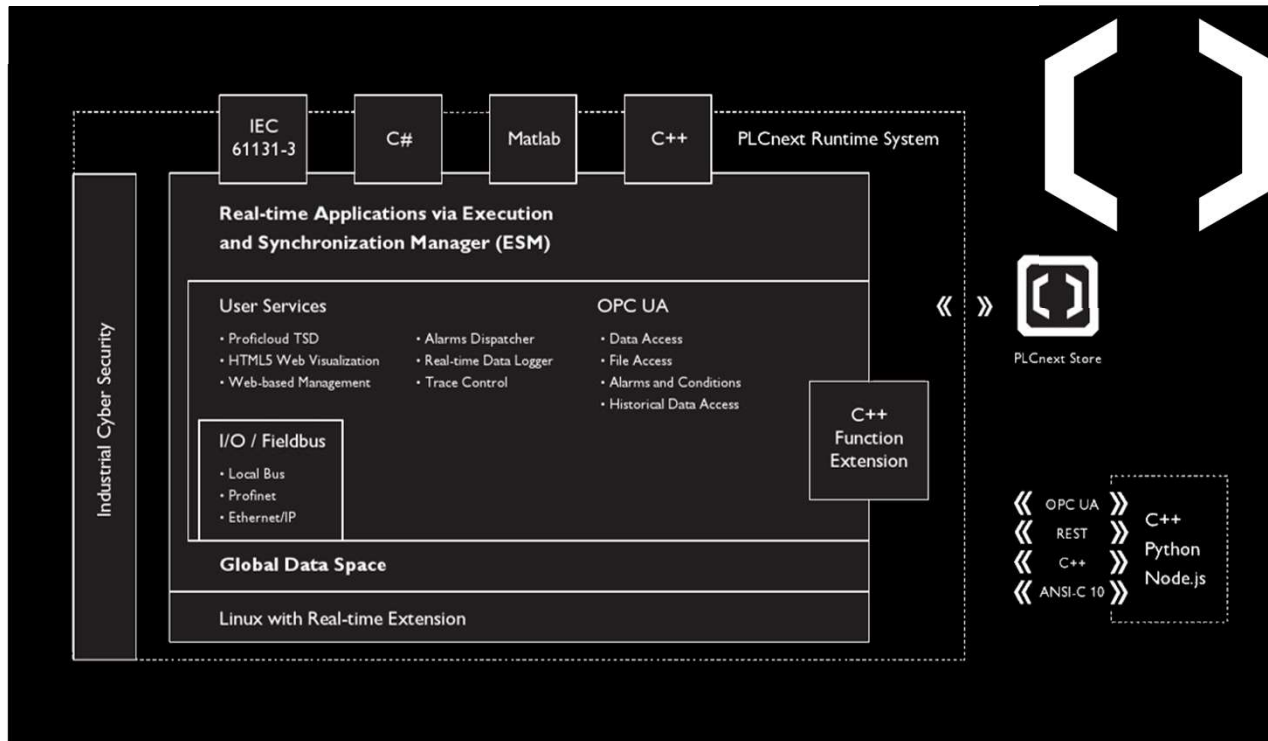 IEC
61131-3
C#
Matlab
C++
PLCnext Runtime System
Industrial Cyber Security
Real-time Applications via Execution
and Synchronization Manager (ESM)
User Services
• Proficloud TSD
• HTML5 Web Visualization
• Web-based Management
• Alarms Dispatcher
• Real-time Data Logger
• Trace Control
OPC UA
• Data Access
• File Access
• Alarms and Conditions
• Historical Data Access
I/O / Fieldbus
• Local Bus
• Profinet
• Ethernet/IP
C++
Function
Extension
Global Data Space
Linux with Real-time Extension
PLCnext Store
OPC UA
REST
C++
ANSI-C 10
C++
Python
Node.js